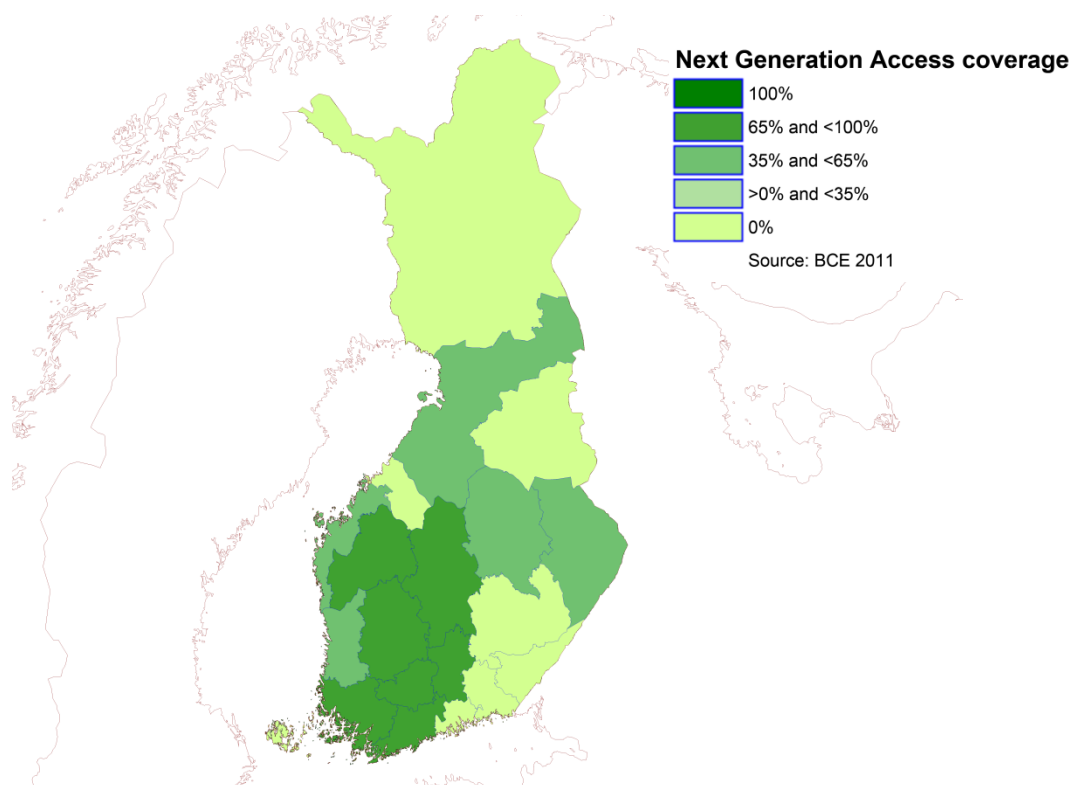 Next Generation Access coverage
100%
65% and <100%
35% and <65%
>0% and <35%
0%
Source: BCE 2011